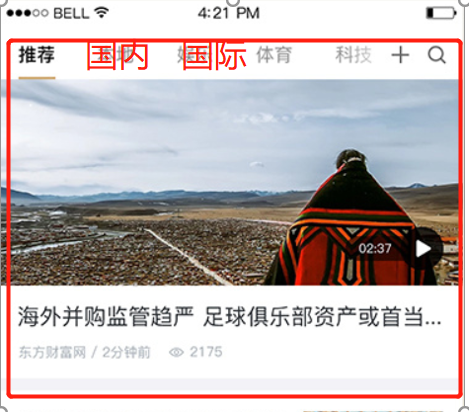 BELL 4:21 PM
推荐 国内 国际 体育 科技
02:37
海外并购监管趋严 足球俱乐部资产或首当...
东方财富网 / 2分钟前 2175